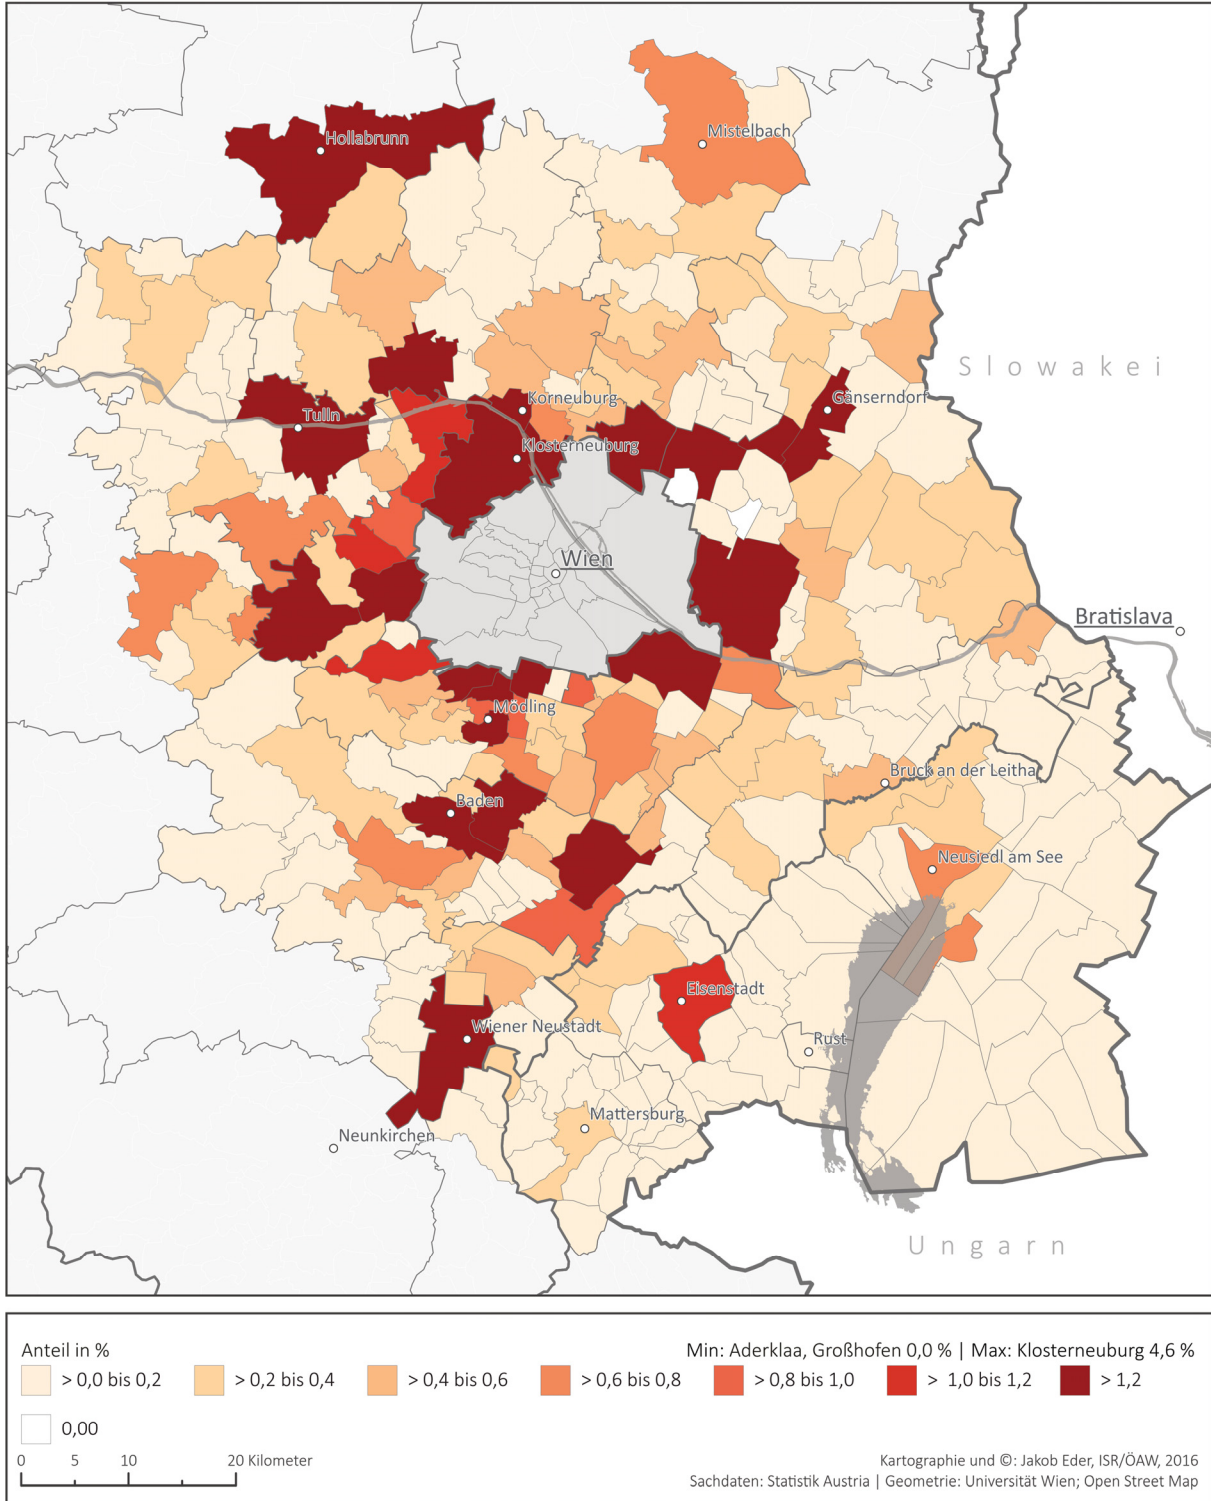 Hollabrunn
Mistelbach
Slowakei
Gänserndorf
Korneuburg
Tulln
Klosterneuburg
Wien
Bratislava
Mödling
Bruck an der Leitha
Baden
Neusiedl am See
Eisenstadt
Wiener Neustadt
Rust
Mattersburg
Neunkirchen
Ungarn
Anteil in %
Min: Aderklaa, Großhofen 0,0 % | Max: Klosterneuburg 4,6 %
> 0,0 bis 0,2
> 0,2 bis 0,4
> 0,4 bis 0,6
> 0,6 bis 0,8
> 0,8 bis 1,0
> 1,0 bis 1,2
> 1,2
0,00
0 5 10 20 Kilometer
Kartographie und ©: Jakob Eder, ISR/ÖAW, 2016
Sachdaten: Statistik Austria | Geometrie: Universität Wien; Open Street Map